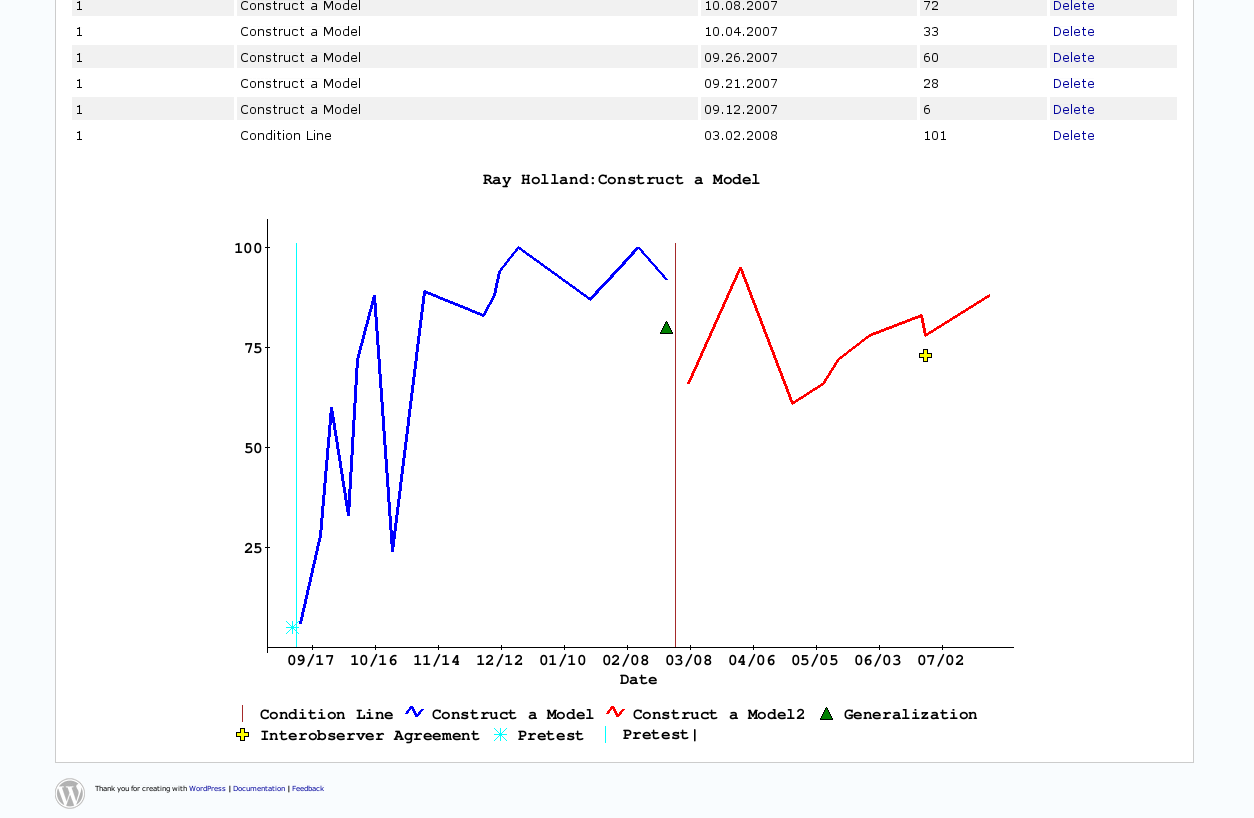 1 Construct a Model 10.08.2007 72 Delete
1 Construct a Model 10.04.2007 33 Delete
1 Construct a Model 09.26.2007 60 Delete
1 Construct a Model 09.21.2007 28 Delete
1 Construct a Model 09.12.2007 6 Delete
1 Condition Line 03.02.2008 101 Delete
Ray Holland:Construct a Model
100
75
50
25
09/17 10/16 11/14 12/12 01/10 02/08 03/08 04/06 05/05 06/03 07/02
Date
Condition Line Construct a Model Construct a Model2 Generalization
Interobserver Agreement Pretest Pretest|
Thank you for creating with WordPress | Documentation | Feedback